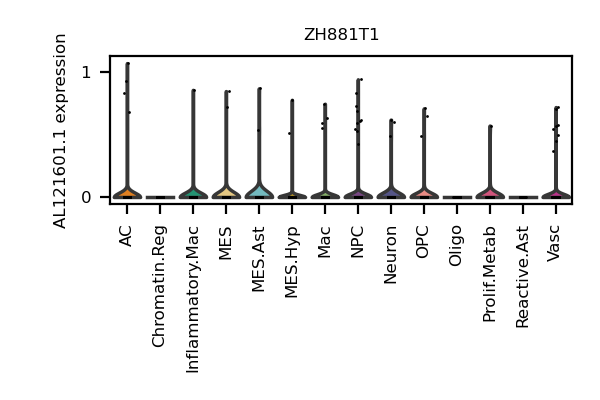 ZH881T1
AL121601.1 expression
1
0
AC
Chromatin.Reg
Inflammatory.Mac
MES
MES.Ast
MES.Hyp
Mac
NPC
Neuron
OPC
Oligo
Prolif.Metab
Reactive.Ast
Vasc